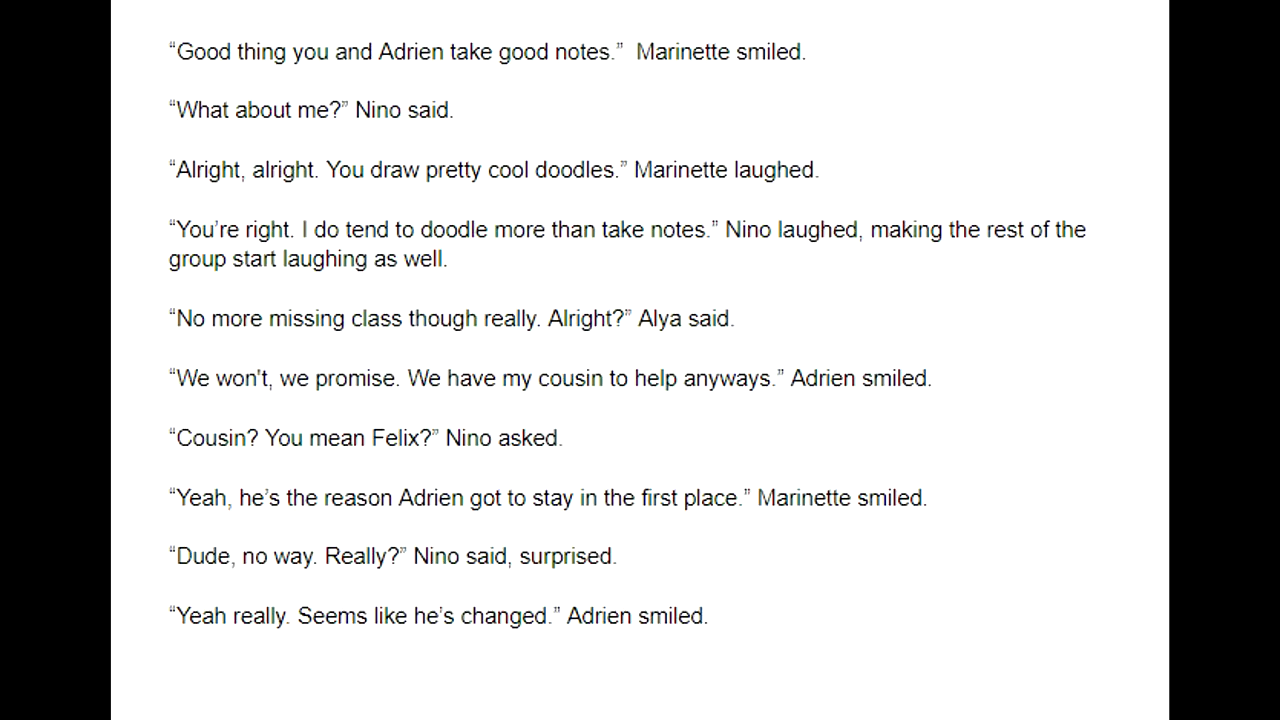 “Good thing you and Adrien take good notes.”  Marinette smiled.
“What about me?” Nino said.
“Alright, alright. You draw pretty cool doodles.” Marinette laughed.
“You’re right. I do tend to doodle more than take notes.” Nino laughed, making the rest of the
group start laughing as well.
“No more missing class though really. Alright?” Alya said.
“We won't, we promise. We have my cousin to help anyways.” Adrien smiled.
“Cousin? You mean Felix?” Nino asked.
“Yeah, he’s the reason Adrien got to stay in the first place.” Marinette smiled.
“Dude, no way. Really?” Nino said, surprised.
“Yeah really. Seems like he’s changed.” Adrien smiled.